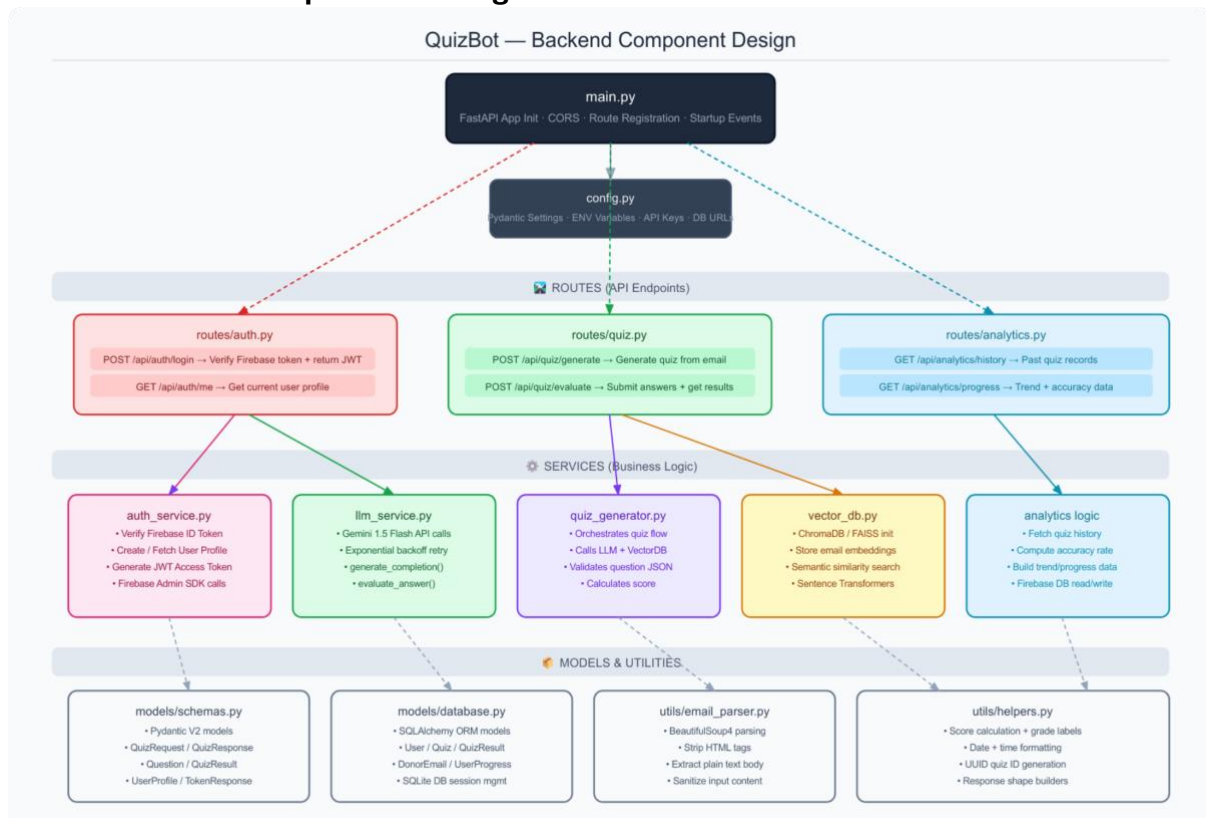 QuizBot — Backend Component Design
main.py
FastAPI App Init · CORS · Route Registration · Startup Events
config.py
Pydantic Settings · ENV Variables · API Keys · DB URLs
ROUTES (API Endpoints)
routes/auth.py
POST /api/auth/login → Verify Firebase token + return JWT
GET /api/auth/me → Get current user profile
routes/quiz.py
POST /api/quiz/generate → Generate quiz from email
POST /api/quiz/evaluate → Submit answers + get results
routes/analytics.py
GET /api/analytics/history → Past quiz records
GET /api/analytics/progress → Trend + accuracy data
SERVICES (Business Logic)
auth_service.py
• Verify Firebase ID Token
• Create / Fetch User Profile
• Generate JWT Access Token
• Firebase Admin SDK calls
llm_service.py
• Gemini 1.5 Flash API calls
• Exponential backoff retry
• generate_completion()
• evaluate_answer()
quiz_generator.py
• Orchestrates quiz flow
• Calls LLM + VectorDB
• Validates question JSON
• Calculates score
vector_db.py
• ChromaDB / FAISS init
• Store email embeddings
• Semantic similarity search
• Sentence Transformers
analytics logic
• Fetch quiz history
• Compute accuracy rate
• Build trend/progress data
• Firebase DB read/write
MODELS & UTILITIES
models/schemas.py
• Pydantic V2 models
• QuizRequest / QuizResponse
• Question / QuizResult
• UserProfile / TokenResponse
models/database.py
• SQLAlchemy ORM models
• User / Quiz / QuizResult
• DonorEmail / UserProgress
• SQLite DB session mgmt
utils/email_parser.py
• BeautifulSoup4 parsing
• Strip HTML tags
• Extract plain text body
• Sanitize input content
utils/helpers.py
• Score calculation + grade labels
• Date + time formatting
• UUID quiz ID generation
• Response shape builders